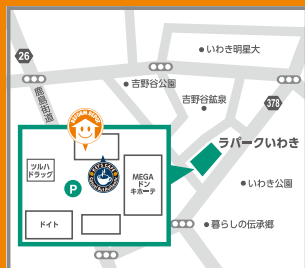 いわき明星大
26
鹿島街道
吉野谷公園
吉野谷鉱泉
378
REFORM DEPOT
ラパークいわき
ツルハ
ドラッグ
MEGA
ドン
キホーテ
P
いわき公園
ドイト
暮らしの伝承郷